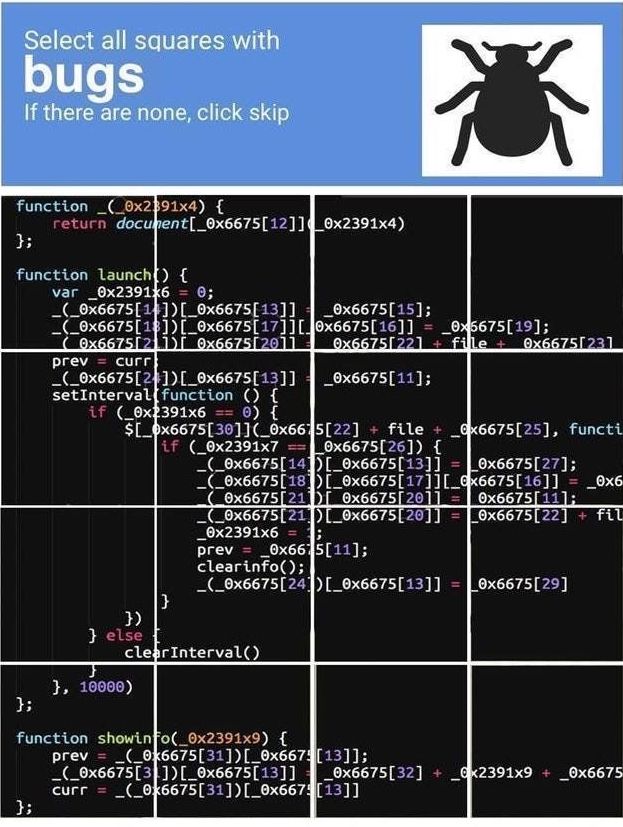 Select all squares with
bugs
If there are none, click skip
function _(_0x2391x4) {
    return document[_0x6675[12]](_0x2391x4)
};
function launch() {
    var _0x2391x6 = 0;
    _(_0x6675[14])[_0x6675[13]] = _0x6675[15];
    _(_0x6675[18])[_0x6675[17]][_0x6675[16]] = _0x6675[19];
    _(_0x6675[21])[_0x6675[20]] = _0x6675[22] + file + _0x6675[23]
    prev = curr;
    _(_0x6675[24])[_0x6675[13]] = _0x6675[11];
    setInterval(function () {
        if (_0x2391x6 == 0) {
            $[_0x6675[30]](_0x6675[22] + file + _0x6675[25], functi
                if (_0x2391x7 == _0x6675[26]) {
                    _(_0x6675[14])[_0x6675[13]] = _0x6675[27];
                    _(_0x6675[18])[_0x6675[17]][_0x6675[16]] = _0x6
                    _(_0x6675[21])[_0x6675[20]] = _0x6675[11];
                    _(_0x6675[21])[_0x6675[20]] = _0x6675[22] + fil
                    _0x2391x6 = 1;
                    prev = _0x6675[11];
                    clearinfo();
                    _(_0x6675[24])[_0x6675[13]] = _0x6675[29]
                }
            })
        } else {
            clearInterval()
        }
    }, 10000)
};
function showinfo(_0x2391x9) {
    prev = _(_0x6675[31])[_0x6675[13]];
    _(_0x6675[31])[_0x6675[13]] = _0x6675[32] + _0x2391x9 + _0x6675
    curr = _(_0x6675[31])[_0x6675[13]]
};